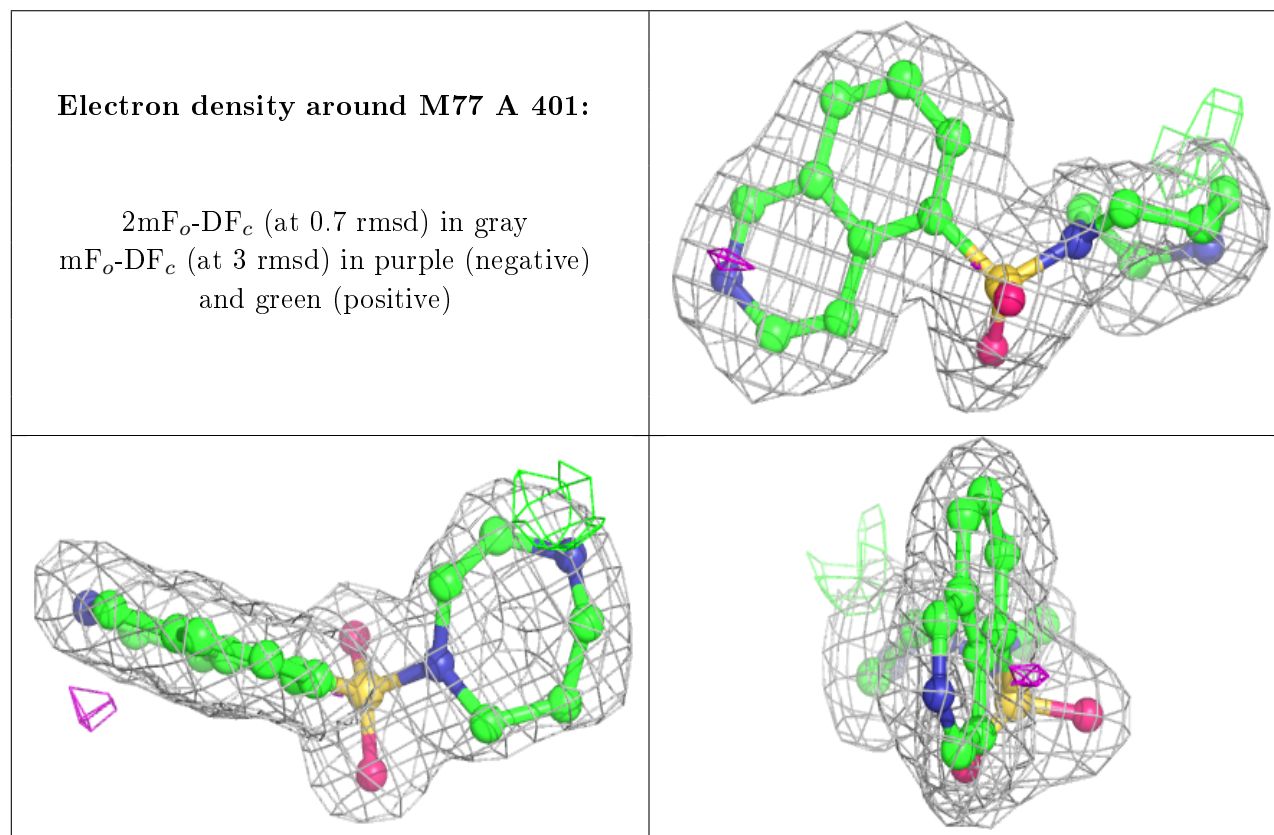 Electron density around M77 A 401:
2mFo-DFc (at 0.7 rmsd) in gray
mFo-DFc (at 3 rmsd) in purple (negative)
and green (positive)